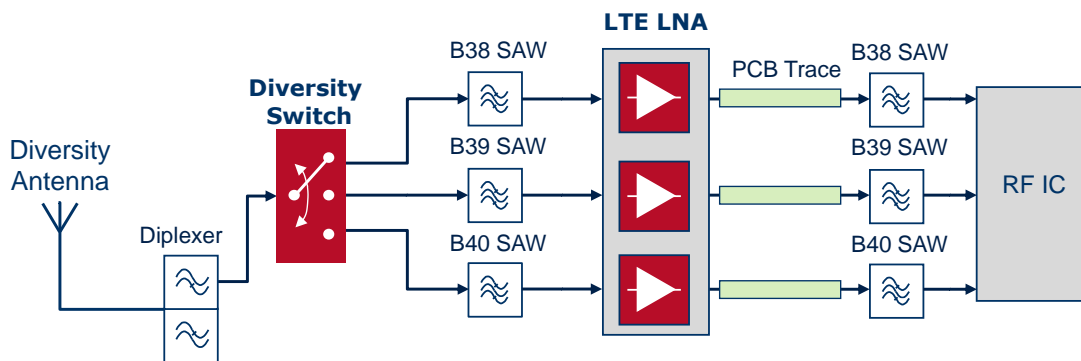 LTE LNA
B38 SAW
PCB Trace
B38 SAW
Diversity
Switch
Diversity
Antenna
B39 SAW
B39 SAW
RF IC
Diplexer
B40 SAW
B40 SAW